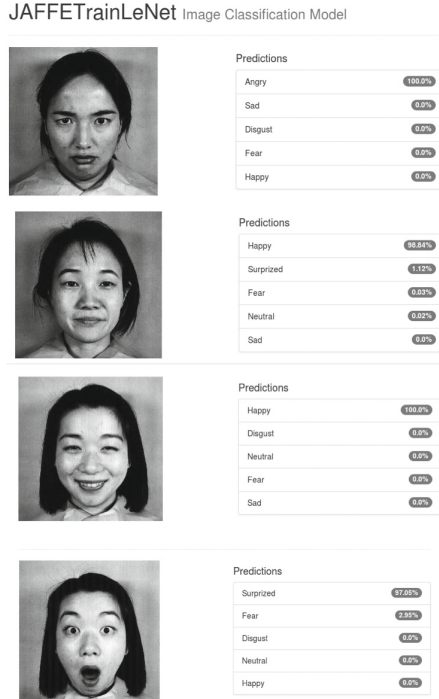 JAFFETrainLeNet Image Classification Model
Predictions
Angry 100.0%
Sad 0.0%
Disgust 0.0%
Fear 0.0%
Happy 0.0%
Predictions
Happy 98.84%
Surprized 1.12%
Fear 0.03%
Neutral 0.02%
Sad 0.0%
Predictions
Happy 100.0%
Disgust 0.0%
Neutral 0.0%
Fear 0.0%
Sad 0.0%
Predictions
Surprized 97.05%
Fear 2.95%
Disgust 0.0%
Neutral 0.0%
Happy 0.0%